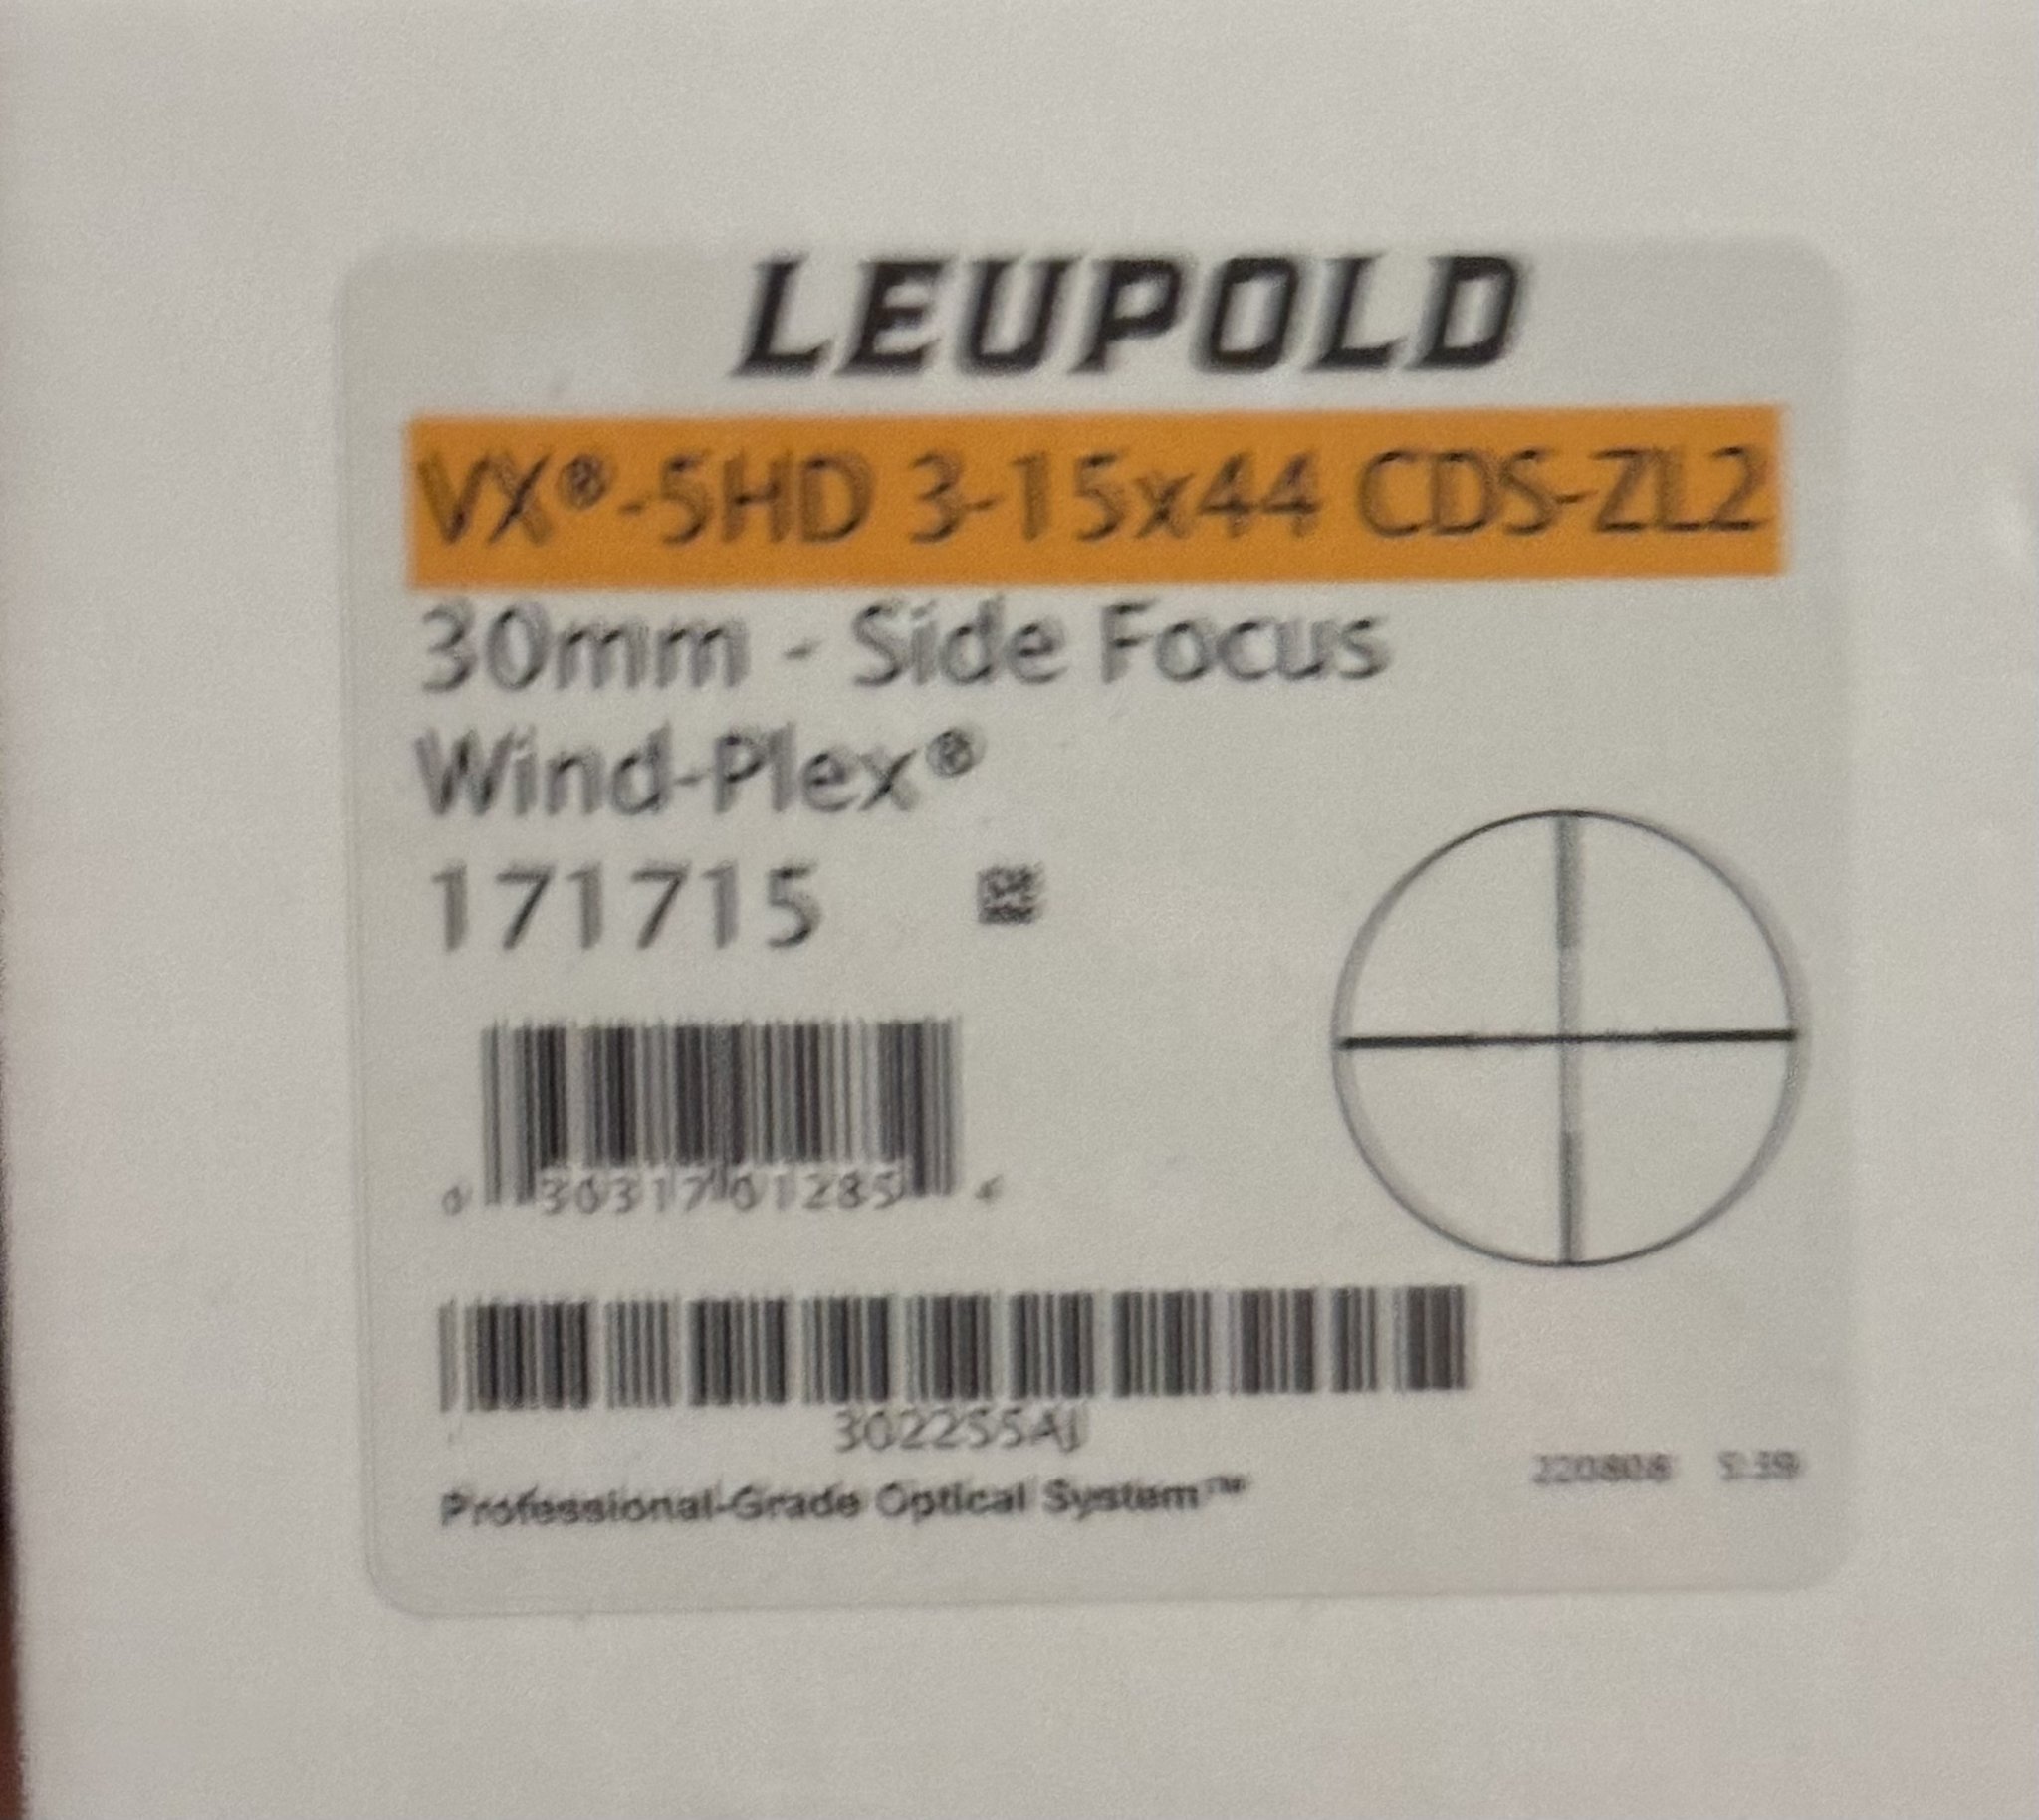 LEUPOLD
VX®-5HD 3-15x44 CDS-ZL2
30mm - Side Focus
Wind-Plex®
171715
0 30317 01285 4
302255AJ
Professional-Grade Optical System™
220808